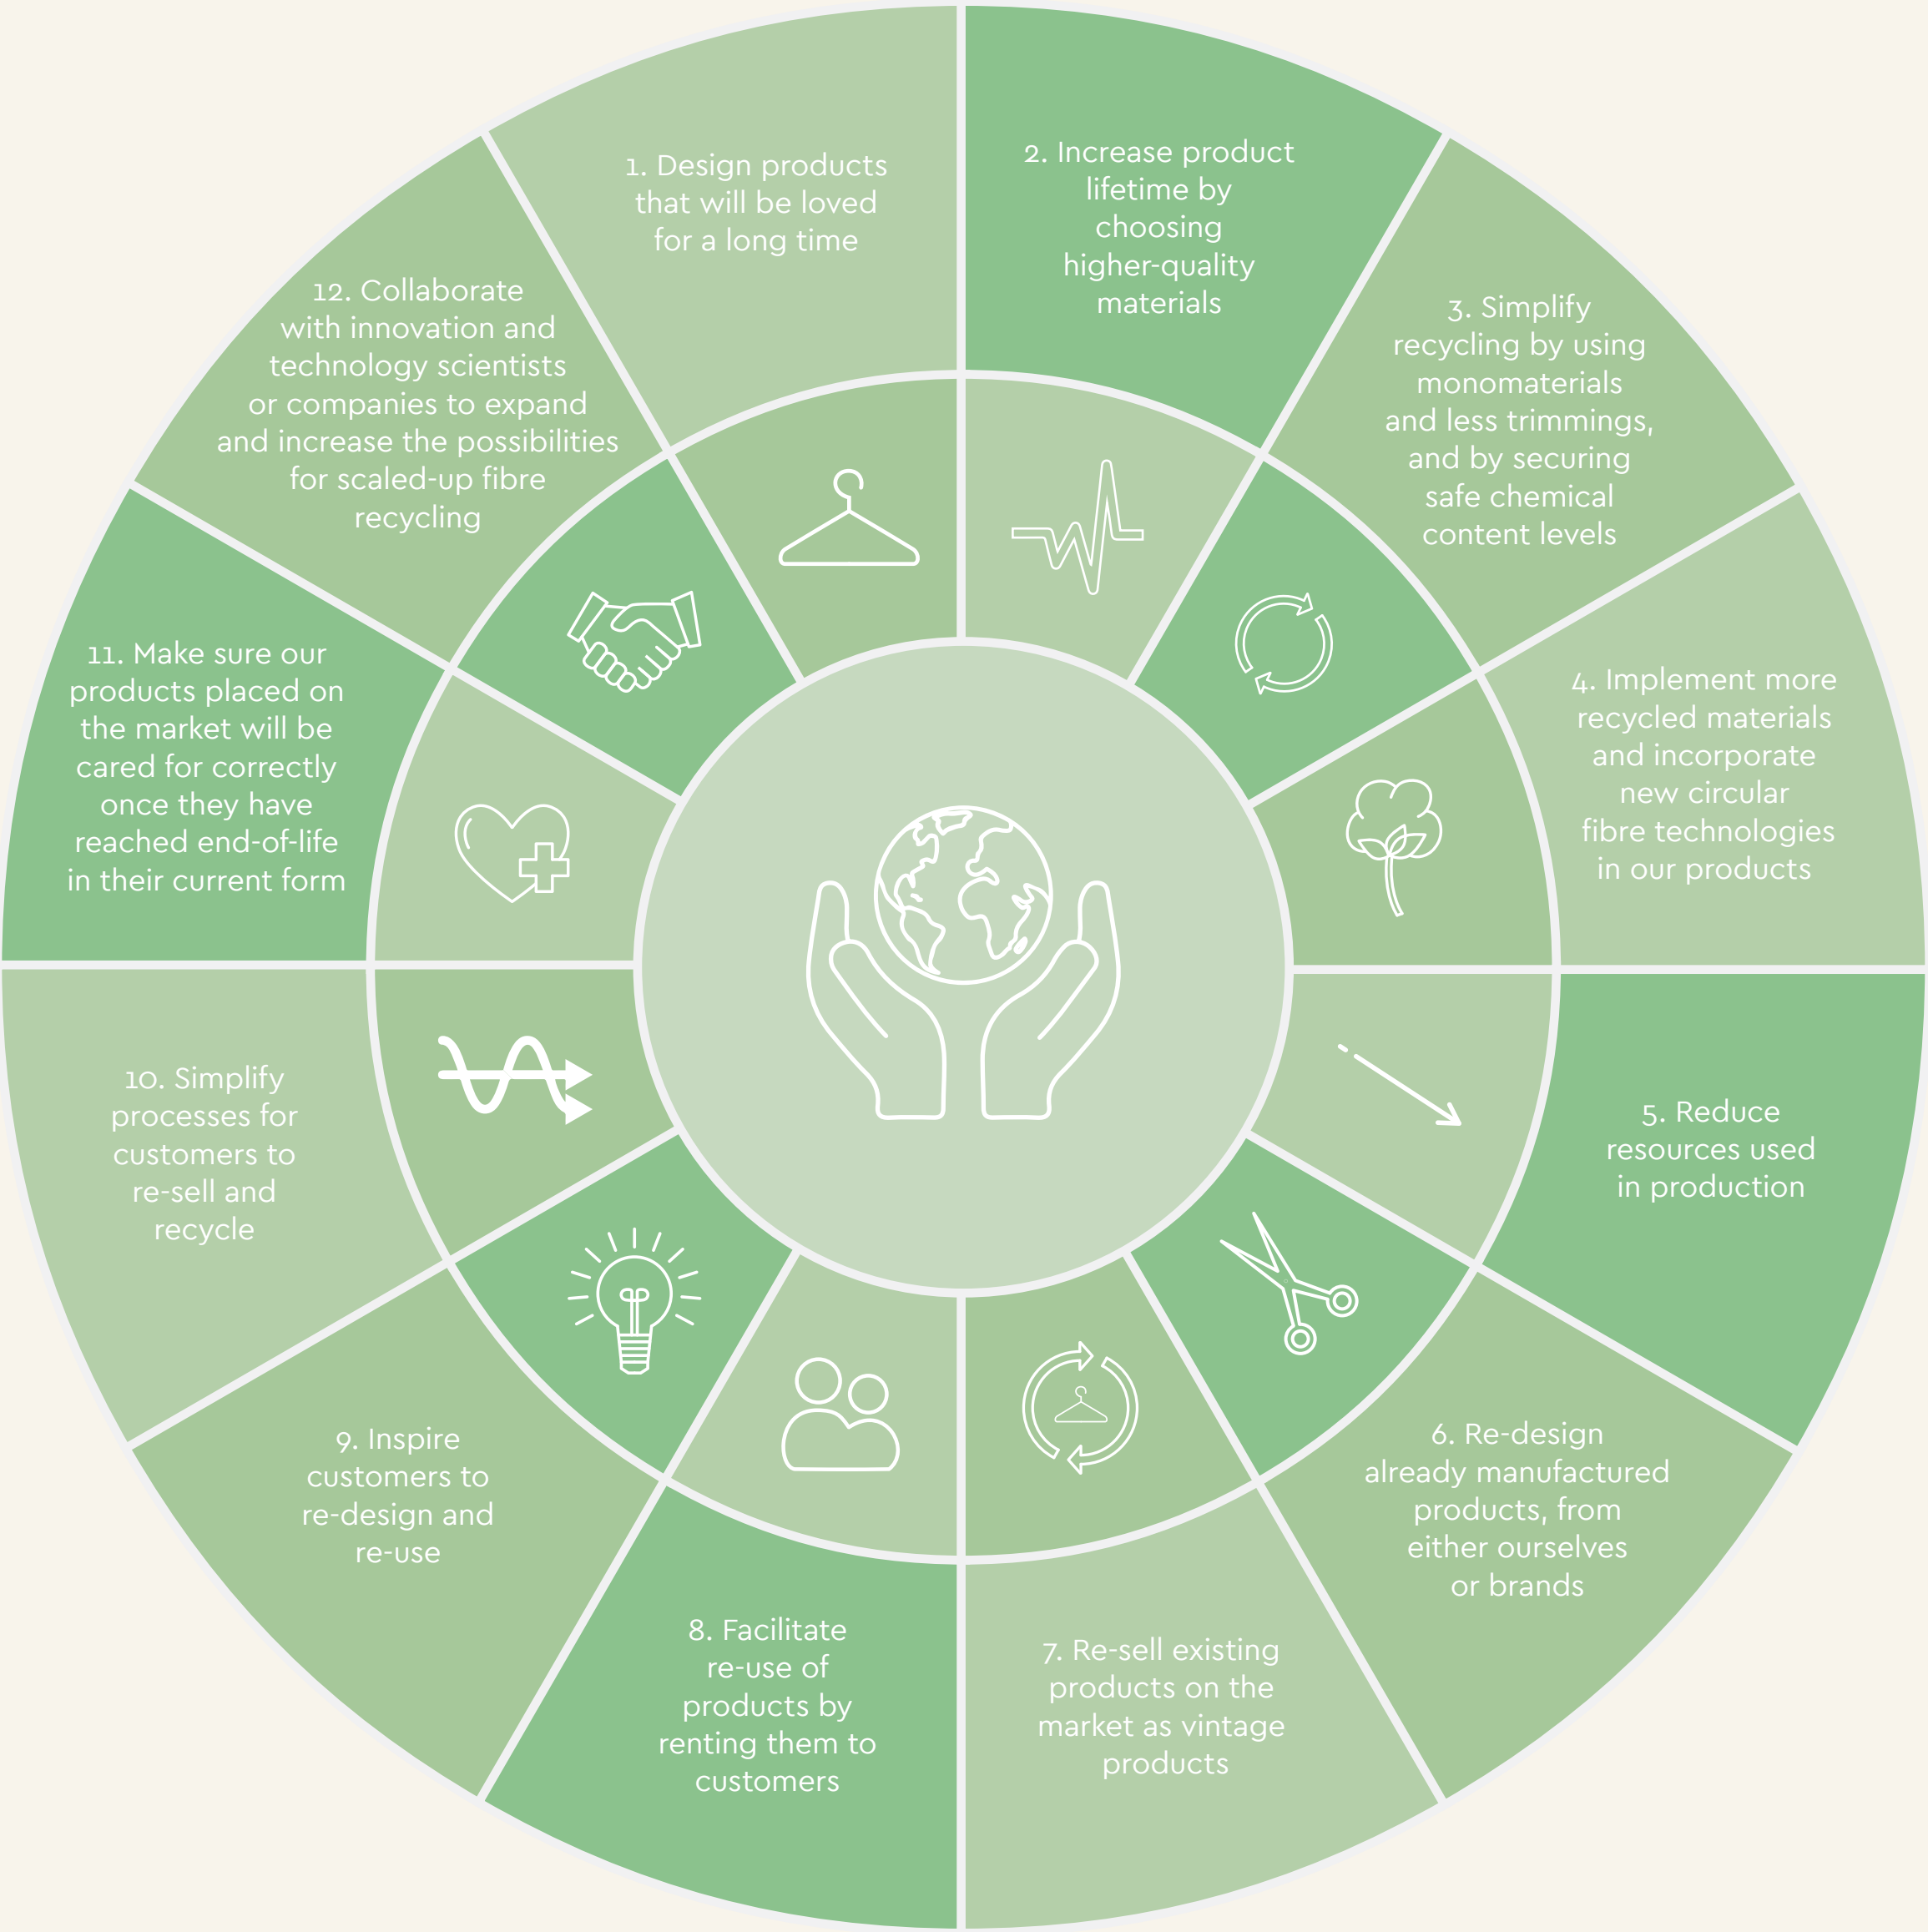 1. Design products
that will be loved
for a long time
2. Increase product
lifetime by
choosing
higher-quality
materials
3. Simplify
recycling by using
monomaterials
and less trimmings,
and by securing
safe chemical
content levels
4. Implement more
recycled materials
and incorporate
new circular
fibre technologies
in our products
5. Reduce
resources used
in production
6. Re-design
already manufactured
products, from
either ourselves
or brands
7. Re-sell existing
products on the
market as vintage
products
8. Facilitate
re-use of
products by
renting them to
customers
9. Inspire
customers to
re-design and
re-use
10. Simplify
processes for
customers to
re-sell and
recycle
11. Make sure our
products placed on
the market will be
cared for correctly
once they have
reached end-of-life
in their current form
12. Collaborate
with innovation and
technology scientists
or companies to expand
and increase the possibilities
for scaled-up fibre
recycling